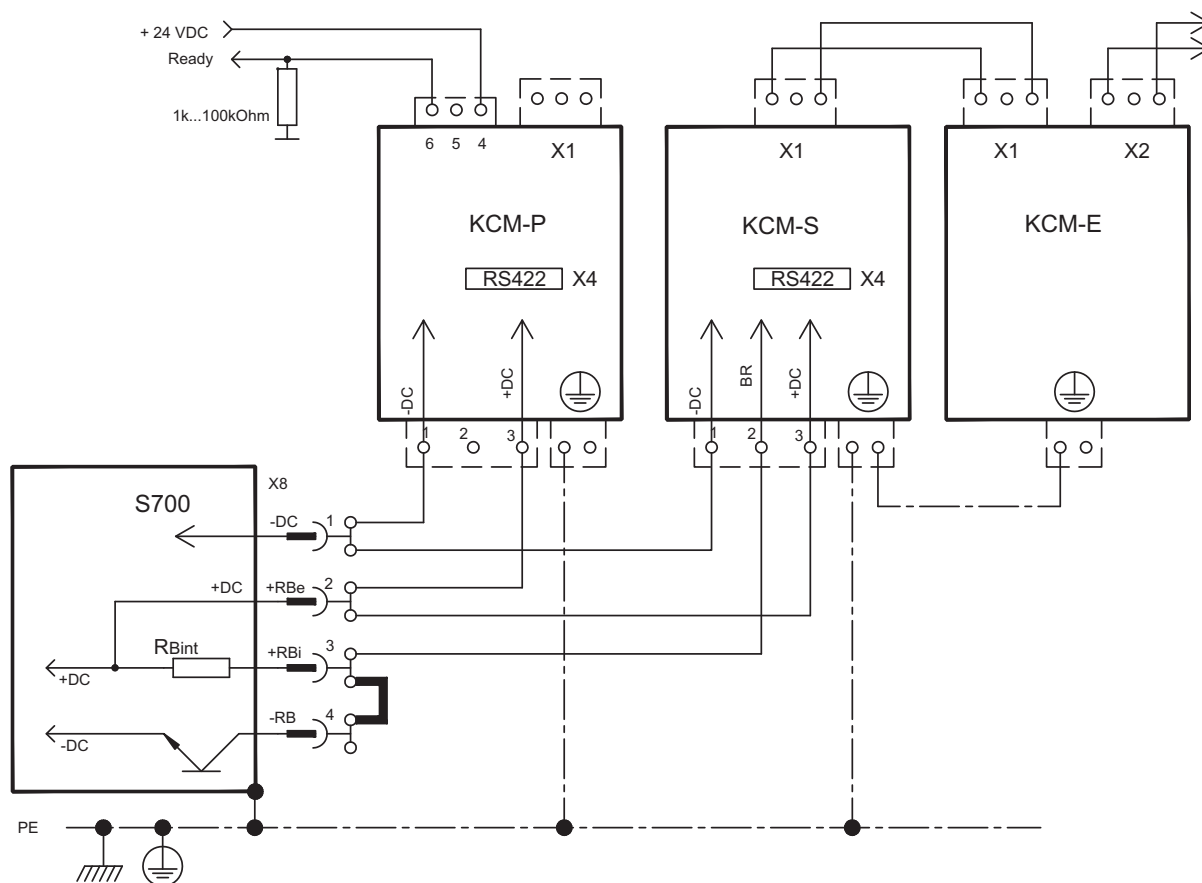 + 24 VDC
Ready
1k...100kOhm
6 5 4
X1
X1
X1
X2
KCM-P
KCM-S
KCM-E
RS422 X4
RS422 X4
-DC
+DC
-DC
BR
+DC
1 2 3
1 2 3
S700
X8
-DC 1
+DC +RBe 2
RBint
+RBi 3
+DC
-RB 4
-DC
PE